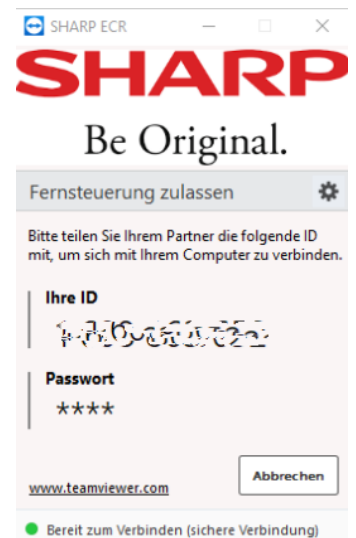 SHARP ECR
SHARP
Be Original.
Fernsteuerung zulassen
Bitte teilen Sie Ihrem Partner die folgende ID
mit, um sich mit Ihrem Computer zu verbinden.
Ihre ID
Passwort
****
Abbrechen
www.teamviewer.com
Bereit zum Verbinden (sichere Verbindung)